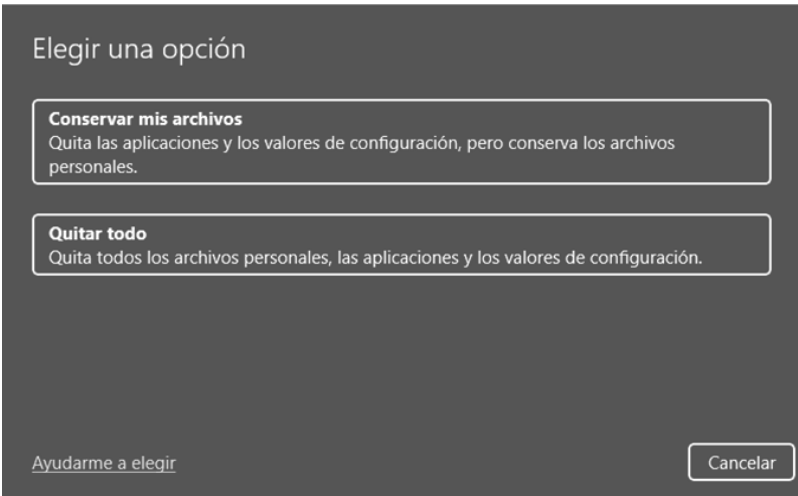 Elegir una opción
Conservar mis archivos
Quita las aplicaciones y los valores de configuración, pero conserva los archivos
personales.
Quitar todo
Quita todos los archivos personales, las aplicaciones y los valores de configuración.
Ayudarme a elegir
Cancelar